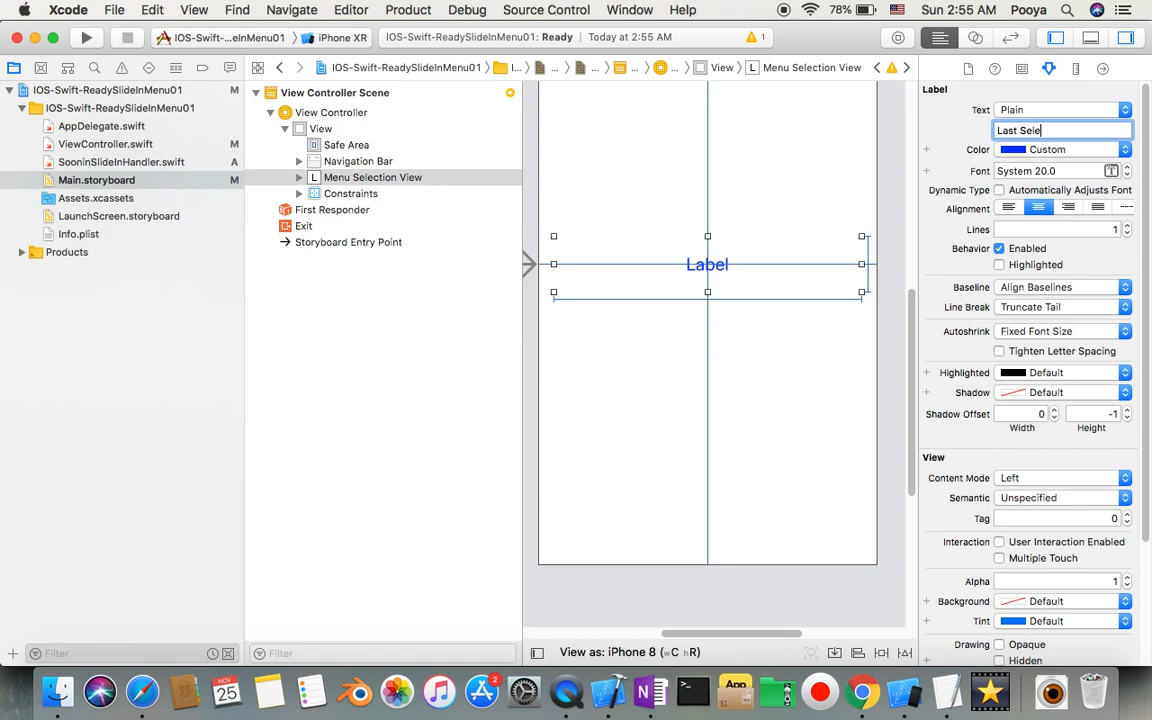 Xcode File Edit View Find Navigate Editor Product Debug Source Control Window Help 78% Sun 2:55 AM Pooya
IOS-Swift-...eInMenu01 iPhone XR IOS-Swift-ReadySlideInMenu01: Ready Today at 2:55 AM 1
IOS-Swift-ReadySlideInMenu01 I... ... ... ... ... View L Menu Selection View
IOS-Swift-ReadySlideInMenu01 M
IOS-Swift-ReadySlideInMenu01
AppDelegate.swift
ViewController.swift M
SooninSlideInHandler.swift A
Main.storyboard M
Assets.xcassets
LaunchScreen.storyboard
Info.plist
Products
Filter
View Controller Scene
View Controller
View
Safe Area
Navigation Bar
L Menu Selection View
Constraints
First Responder
Exit
Storyboard Entry Point
Filter
Label
View as: iPhone 8 (wC hR)
Label
Text Plain
Last Sele
Color Custom
Font System 20.0
Dynamic Type Automatically Adjusts Font
Alignment
Lines 1
Behavior Enabled
Highlighted
Baseline Align Baselines
Line Break Truncate Tail
Autoshrink Fixed Font Size
Tighten Letter Spacing
Highlighted Default
Shadow Default
Shadow Offset 0 -1
Width Height
View
Content Mode Left
Semantic Unspecified
Tag 0
Interaction User Interaction Enabled
Multiple Touch
Alpha 1
Background Default
Tint Default
Drawing Opaque
Hidden
NOV
25
2
App